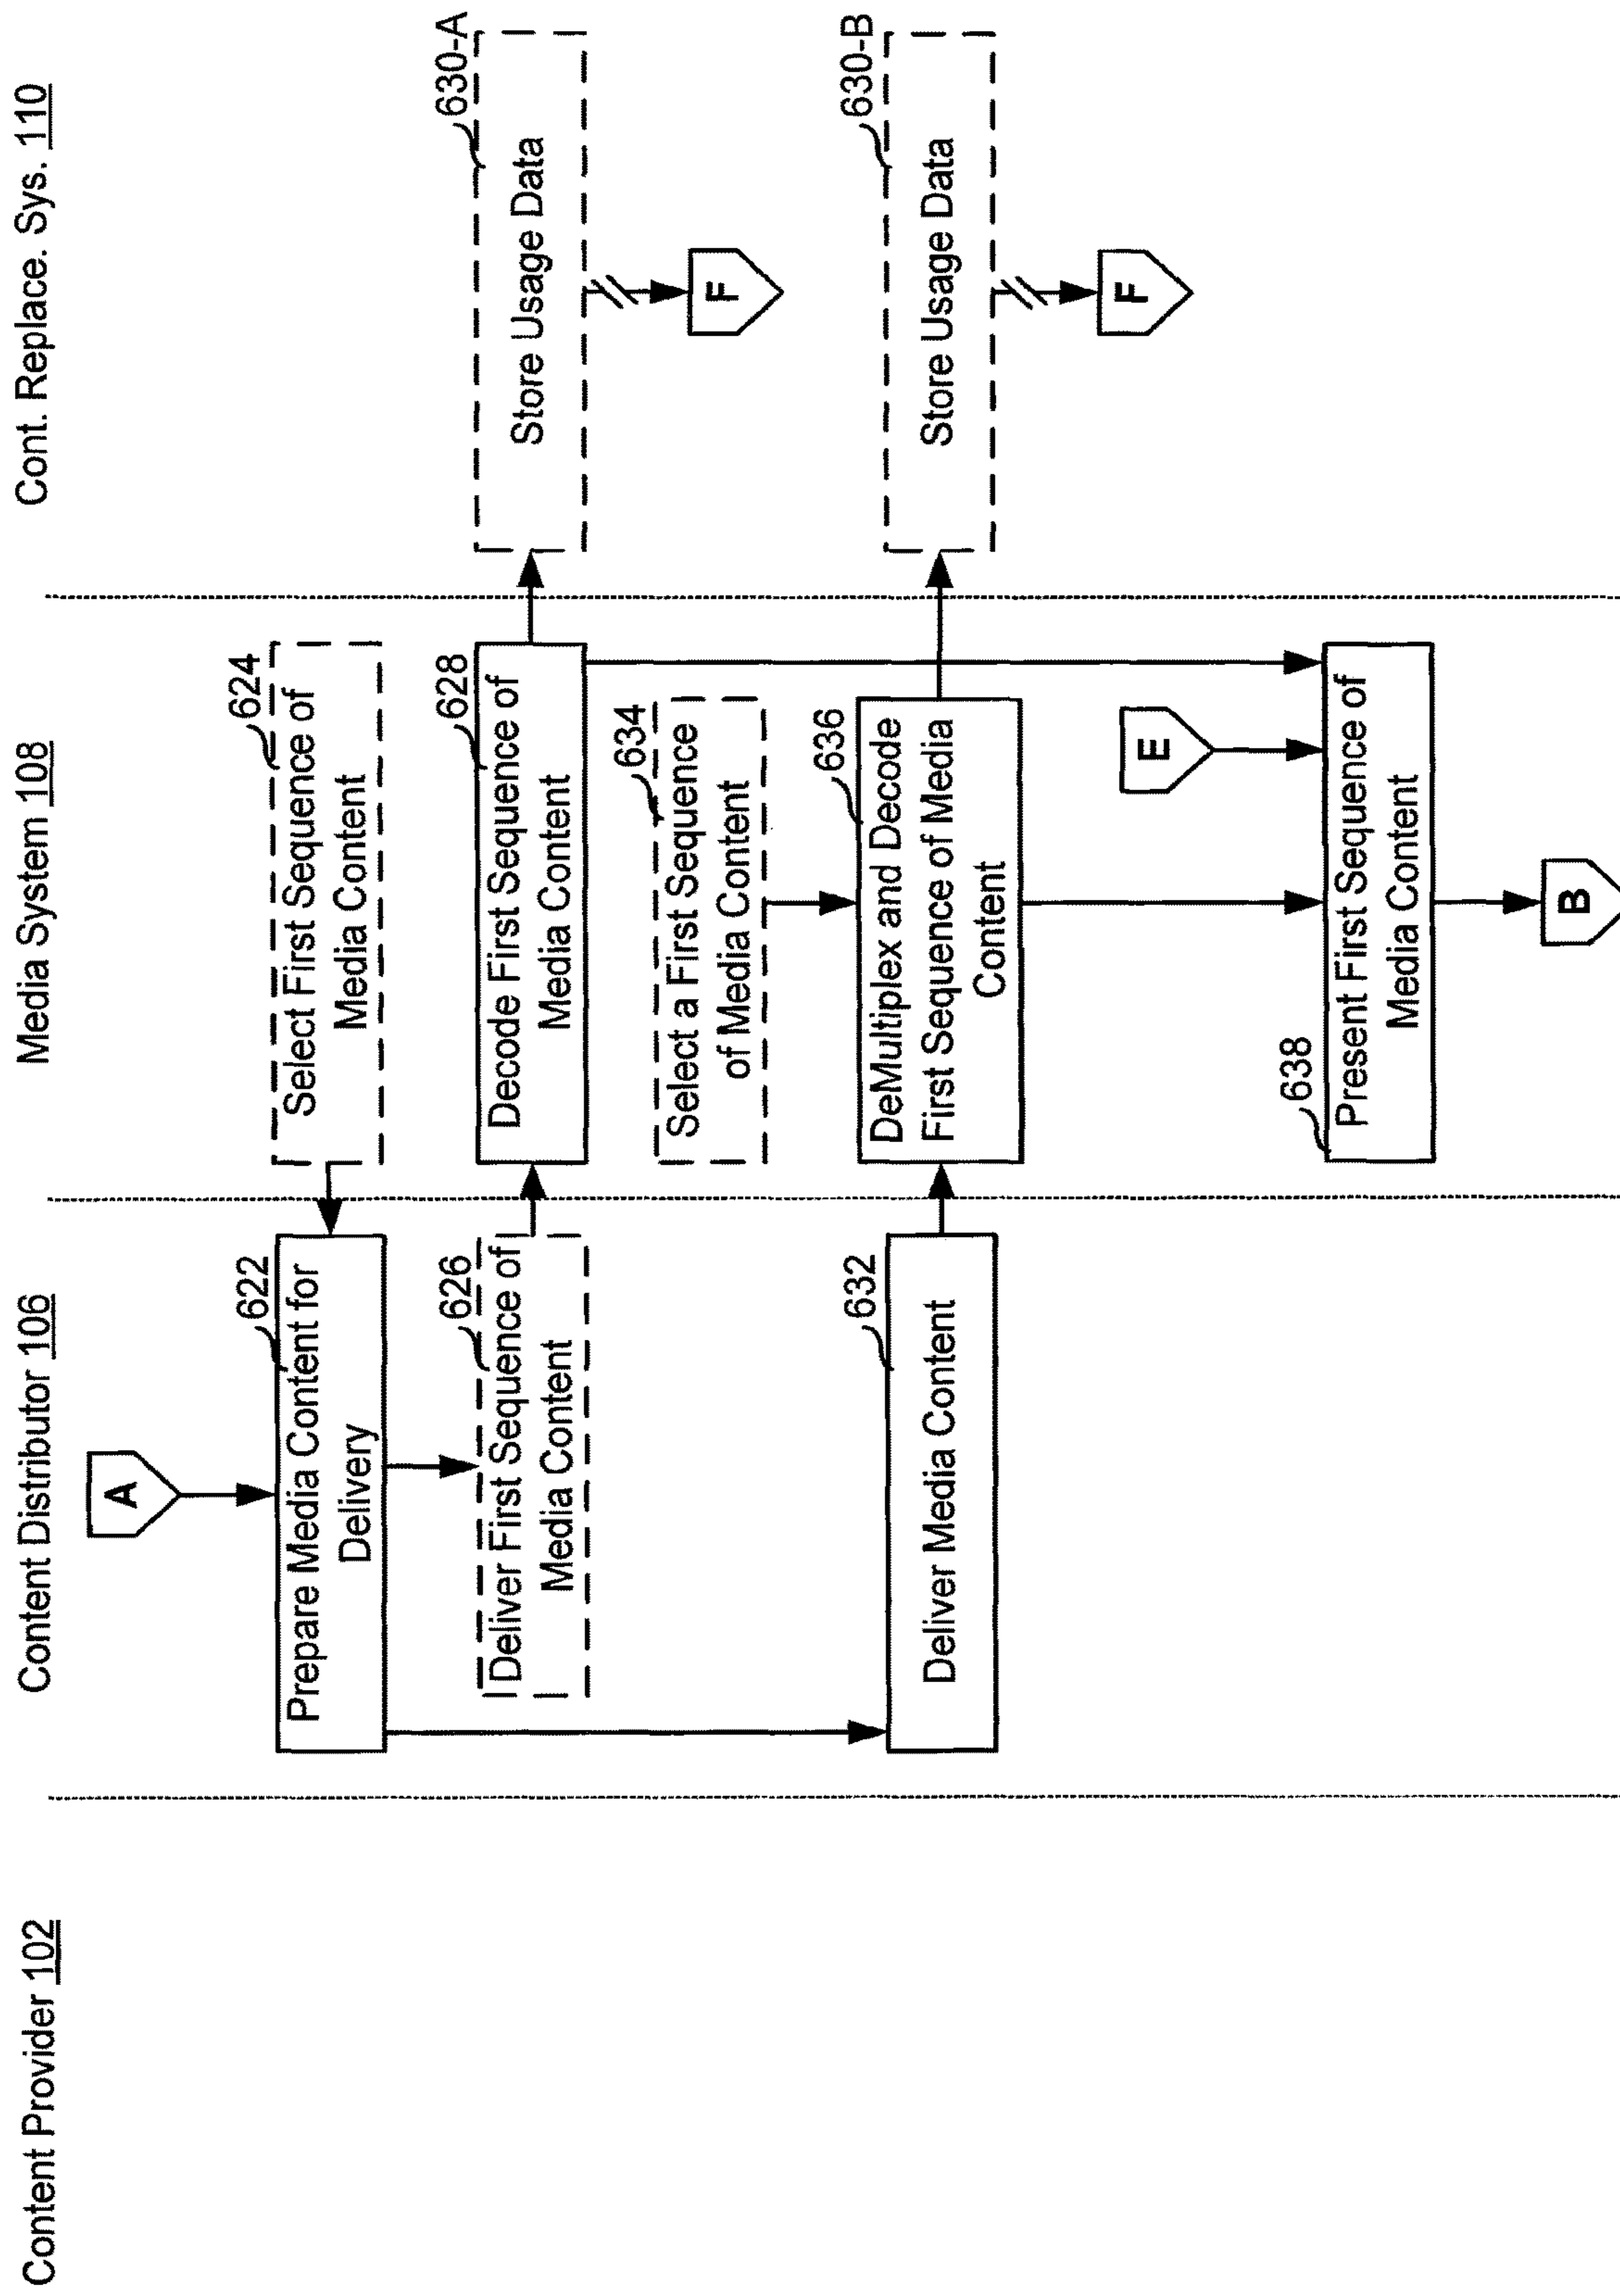 Content Provider 102
Content Distributor 106
Media System 108
Cont. Replace. Sys. 110
A
622
Prepare Media Content for
Delivery
624
Select First Sequence of
Media Content
626
Deliver First Sequence of
Media Content
628
Decode First Sequence of
Media Content
630-A
Store Usage Data
F
634
Select a First Sequence
of Media Content
632
Deliver Media Content
636
DeMultiplex and Decode
First Sequence of Media
Content
630-B
Store Usage Data
F
E
638
Present First Sequence of
Media Content
B